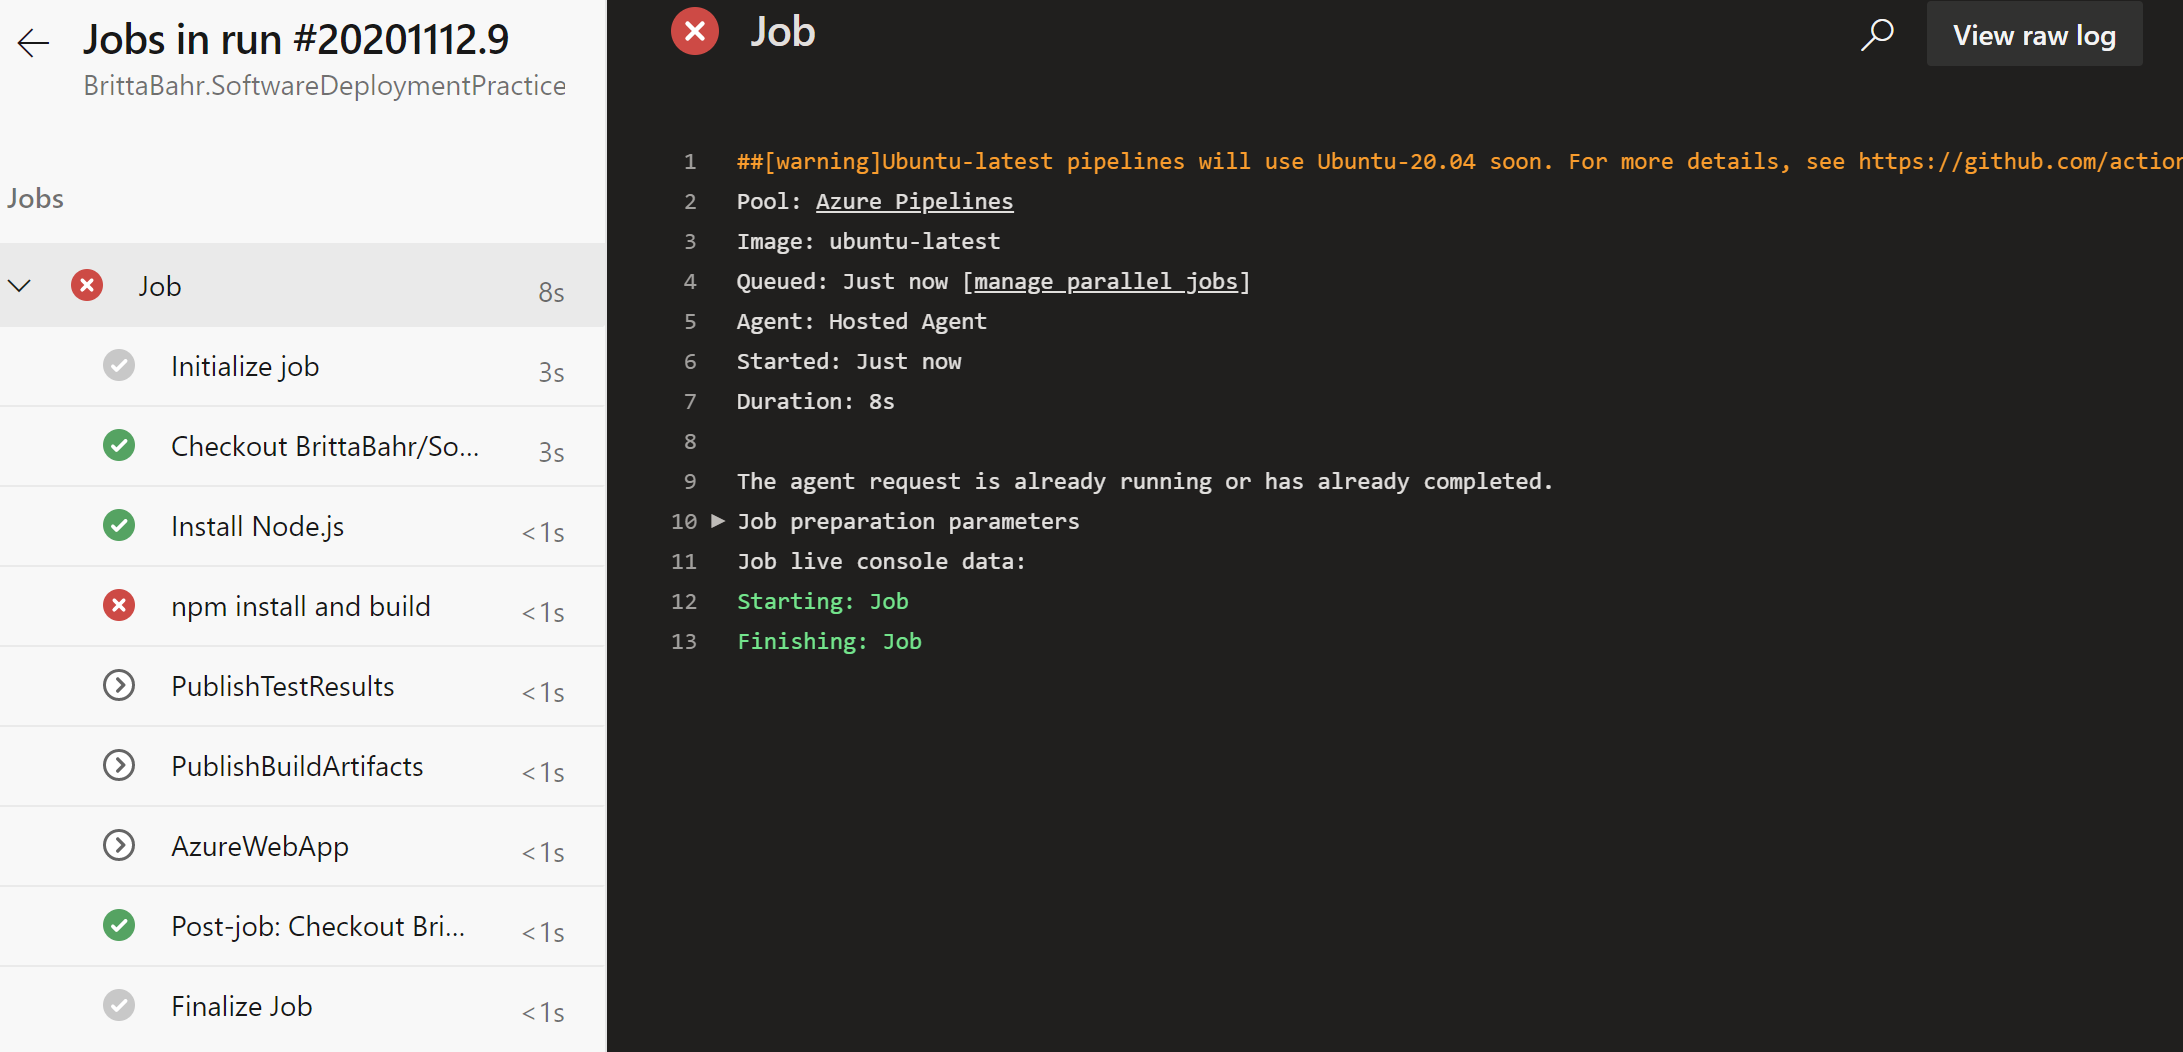 Jobs in run #20201112.9
BrittaBahr.SoftwareDeploymentPractice
Jobs
Job 8s
Initialize job 3s
Checkout BrittaBahr/So... 3s
Install Node.js <1s
npm install and build <1s
PublishTestResults <1s
PublishBuildArtifacts <1s
AzureWebApp <1s
Post-job: Checkout Bri... <1s
Finalize Job <1s
Job
View raw log
1 ##[warning]Ubuntu-latest pipelines will use Ubuntu-20.04 soon. For more details, see https://github.com/action
2 Pool: Azure Pipelines
3 Image: ubuntu-latest
4 Queued: Just now [manage parallel jobs]
5 Agent: Hosted Agent
6 Started: Just now
7 Duration: 8s
8
9 The agent request is already running or has already completed.
10 Job preparation parameters
11 Job live console data:
12 Starting: Job
13 Finishing: Job